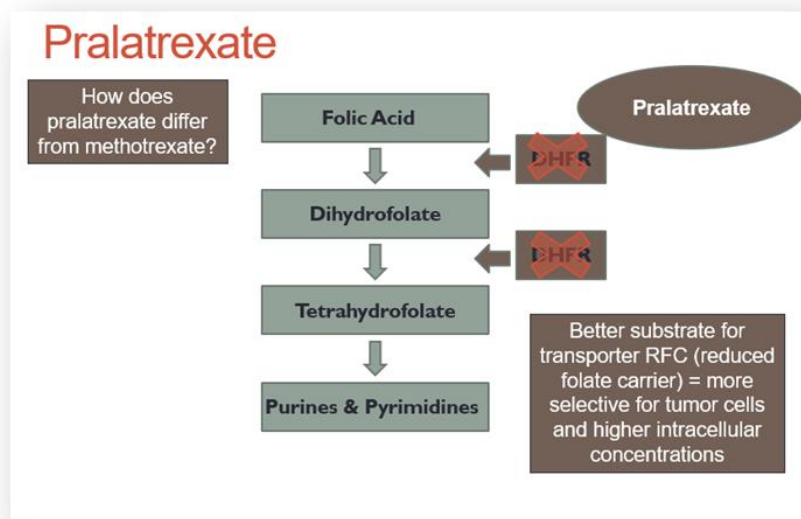 Pralatrexate
How does
pralatrexate differ
from methotrexate?
Folic Acid
Pralatrexate
DHFR
Dihydrofolate
DHFR
Tetrahydrofolate
Purines & Pyrimidines
Better substrate for
transporter RFC (reduced
folate carrier) = more
selective for tumor cells
and higher intracellular
concentrations